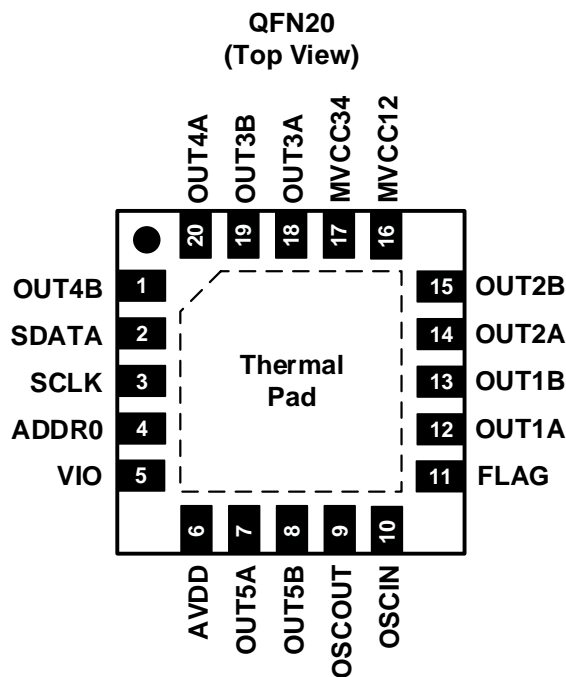 QFN20
(Top View)
OUT4A
OUT3B
OUT3A
MVCC34
MVCC12
20
19
18
17
16
OUT4B 1
SDATA 2
SCLK 3
ADDR0 4
VIO 5
Thermal
Pad
15 OUT2B
14 OUT2A
13 OUT1B
12 OUT1A
11 FLAG
6
7
8
9
10
AVDD
OUT5A
OUT5B
OSCOUT
OSCIN